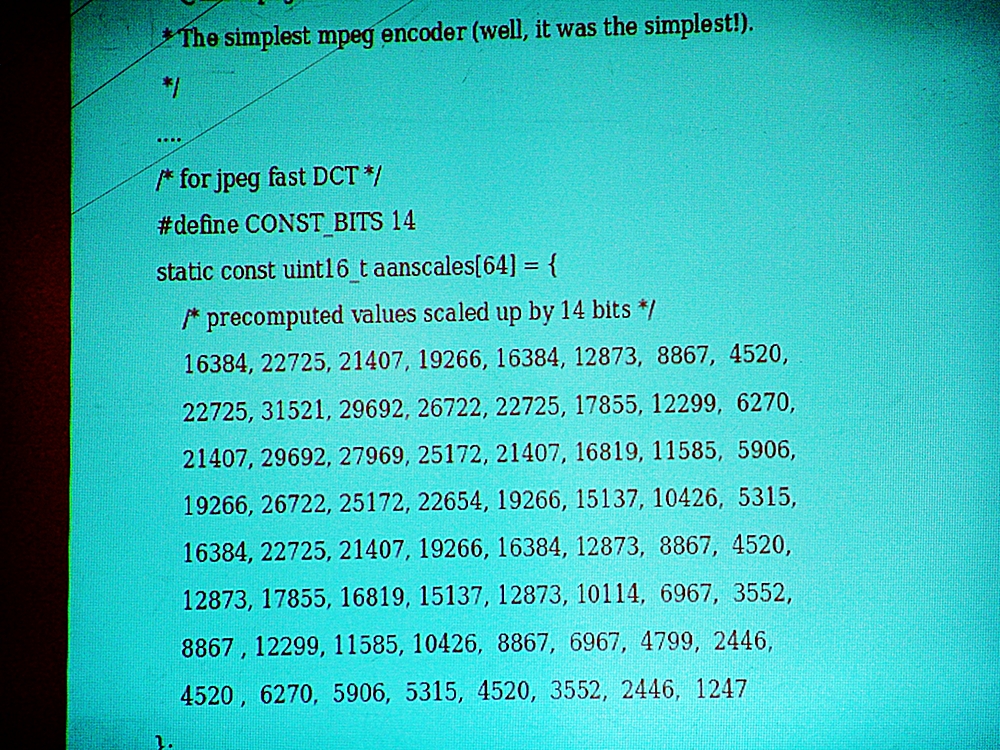 * The simplest mpeg encoder (well, it was the simplest!).
*/
....
/* for jpeg fast DCT */
#define CONST_BITS 14
static const uint16_t aanscales[64] = {
/* precomputed values scaled up by 14 bits */
16384, 22725, 21407, 19266, 16384, 12873, 8867, 4520,
22725, 31521, 29692, 26722, 22725, 17855, 12299, 6270,
21407, 29692, 27969, 25172, 21407, 16819, 11585, 5906,
19266, 26722, 25172, 22654, 19266, 15137, 10426, 5315,
16384, 22725, 21407, 19266, 16384, 12873, 8867, 4520,
12873, 17855, 16819, 15137, 12873, 10114, 6967, 3552,
8867 , 12299, 11585, 10426, 8867, 6967, 4799, 2446,
4520 , 6270, 5906, 5315, 4520, 3552, 2446, 1247
};